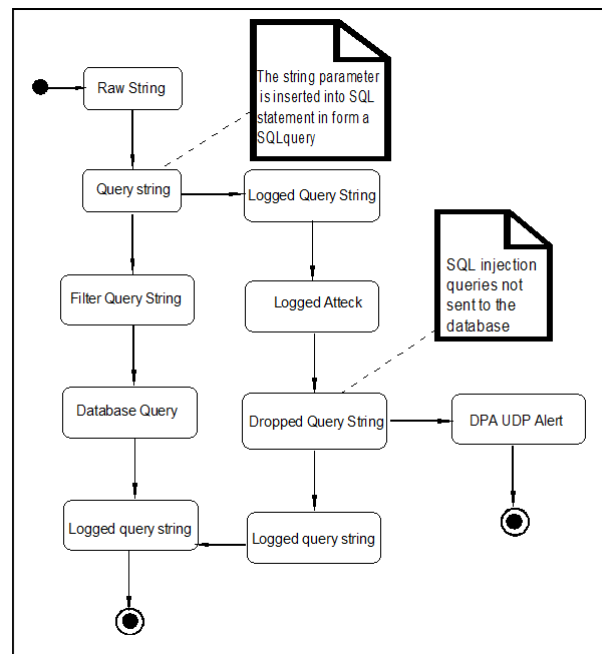 Raw String
The string parameter
is inserted into SQL
statement in form a
SQLquery
Query string
Logged Query String
SQL injection
queries not
sent to the
database
Filter Query String
Logged Atteck
Database Query
Dropped Query String
DPA UDP Alert
Logged query string
Logged query string